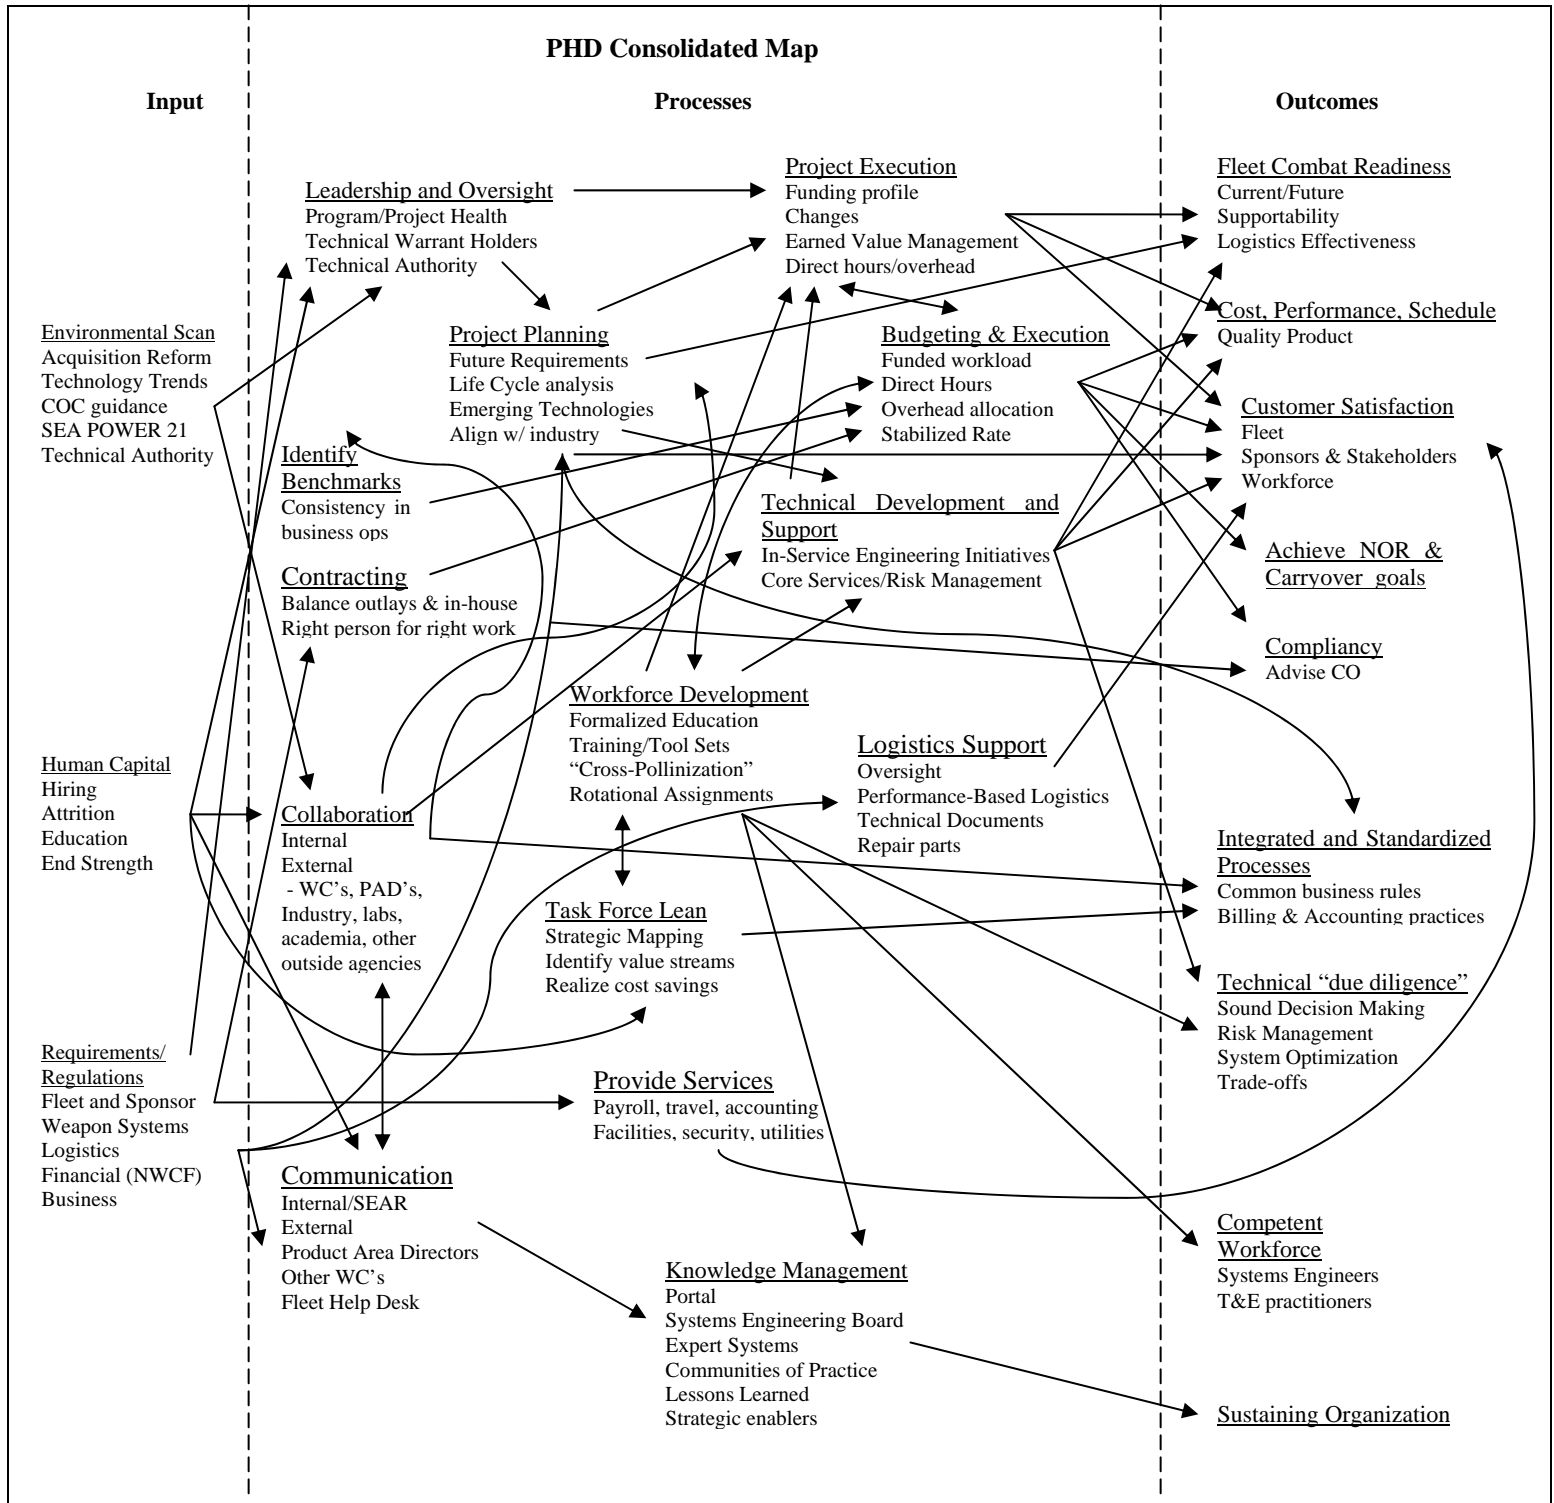 PHD Consolidated Map
Input
Processes
Outcomes
Environmental Scan
Acquisition Reform
Technology Trends
COC guidance
SEA POWER 21
Technical Authority
Human Capital
Hiring
Attrition
Education
End Strength
Requirements/
Regulations
Fleet and Sponsor
Weapon Systems
Logistics
Financial (NWCF)
Business
Leadership and Oversight
Program/Project Health
Technical Warrant Holders
Technical Authority
Project Planning
Future Requirements
Life Cycle analysis
Emerging Technologies
Align w/ industry
Identify
Benchmarks
Consistency in
business ops
Contracting
Balance outlays & in-house
Right person for right work
Collaboration
Internal
External
- WC's, PAD's,
Industry, labs,
academia, other
outside agencies
Communication
Internal/SEAR
External
Product Area Directors
Other WC's
Fleet Help Desk
Project Execution
Funding profile
Changes
Earned Value Management
Direct hours/overhead
Budgeting & Execution
Funded workload
Direct Hours
Overhead allocation
Stabilized Rate
Technical Development and
Support
In-Service Engineering Initiatives
Core Services/Risk Management
Workforce Development
Formalized Education
Training/Tool Sets
“Cross-Pollinization”
Rotational Assignments
Logistics Support
Oversight
Performance-Based Logistics
Technical Documents
Repair parts
Task Force Lean
Strategic Mapping
Identify value streams
Realize cost savings
Provide Services
Payroll, travel, accounting
Facilities, security, utilities
Knowledge Management
Portal
Systems Engineering Board
Expert Systems
Communities of Practice
Lessons Learned
Strategic enablers
Fleet Combat Readiness
Current/Future
Supportability
Logistics Effectiveness
Cost, Performance, Schedule
Quality Product
Customer Satisfaction
Fleet
Sponsors & Stakeholders
Workforce
Achieve NOR &
Carryover goals
Compliancy
Advise CO
Integrated and Standardized
Processes
Common business rules
Billing & Accounting practices
Technical “due diligence”
Sound Decision Making
Risk Management
System Optimization
Trade-offs
Competent
Workforce
Systems Engineers
T&E practitioners
Sustaining Organization